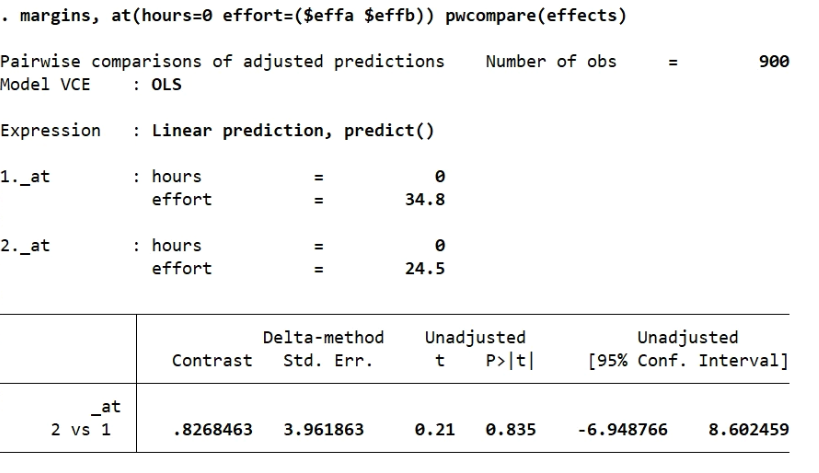 . margins, at(hours=0 effort=($effa $effb)) pwcompare(effects)
Pairwise comparisons of adjusted predictions Number of obs = 900
Model VCE : OLS
Expression : Linear prediction, predict()
1._at : hours = 0
effort = 34.8
2._at : hours = 0
effort = 24.5
Delta-method Unadjusted Unadjusted
Contrast Std. Err. t P>|t| [95% Conf. Interval]
_at
2 vs 1 .8268463 3.961863 0.21 0.835 -6.948766 8.602459